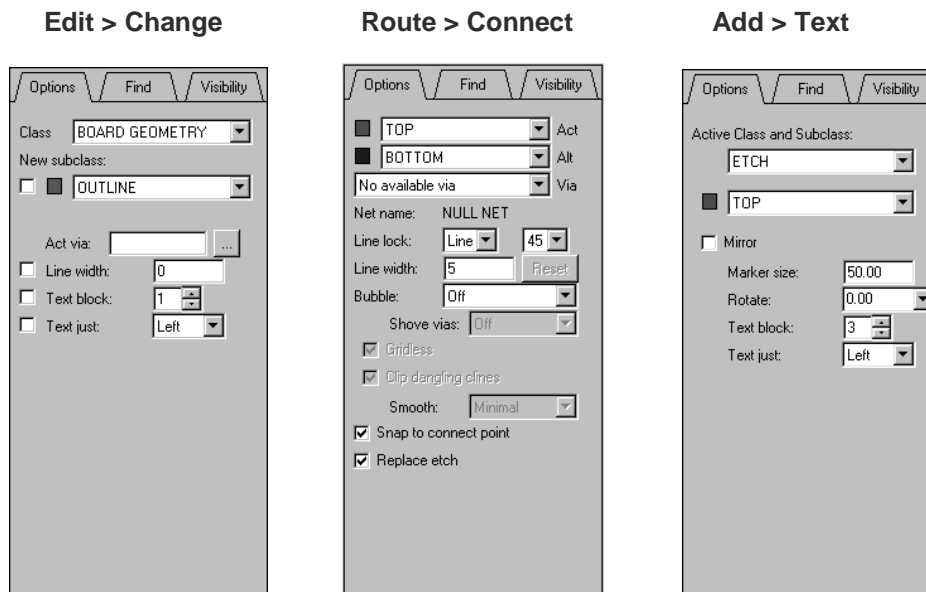 Edit > Change
Options Find Visibility
Class BOARD GEOMETRY
New subclass:
OUTLINE
Act via: ...
Line width: 0
Text block: 1
Text just: Left
Route > Connect
Options Find Visibility
TOP Act
BOTTOM Alt
No available via Via
Net name: NULL NET
Line lock: Line 45
Line width: 5 Reset
Bubble: Off
Shove vias: Off
Gridless
Clip dangling clines
Smooth: Minimal
Snap to connect point
Replace etch
Add > Text
Options Find Visibility
Active Class and Subclass:
ETCH
TOP
Mirror
Marker size: 50.00
Rotate: 0.00
Text block: 3
Text just: Left